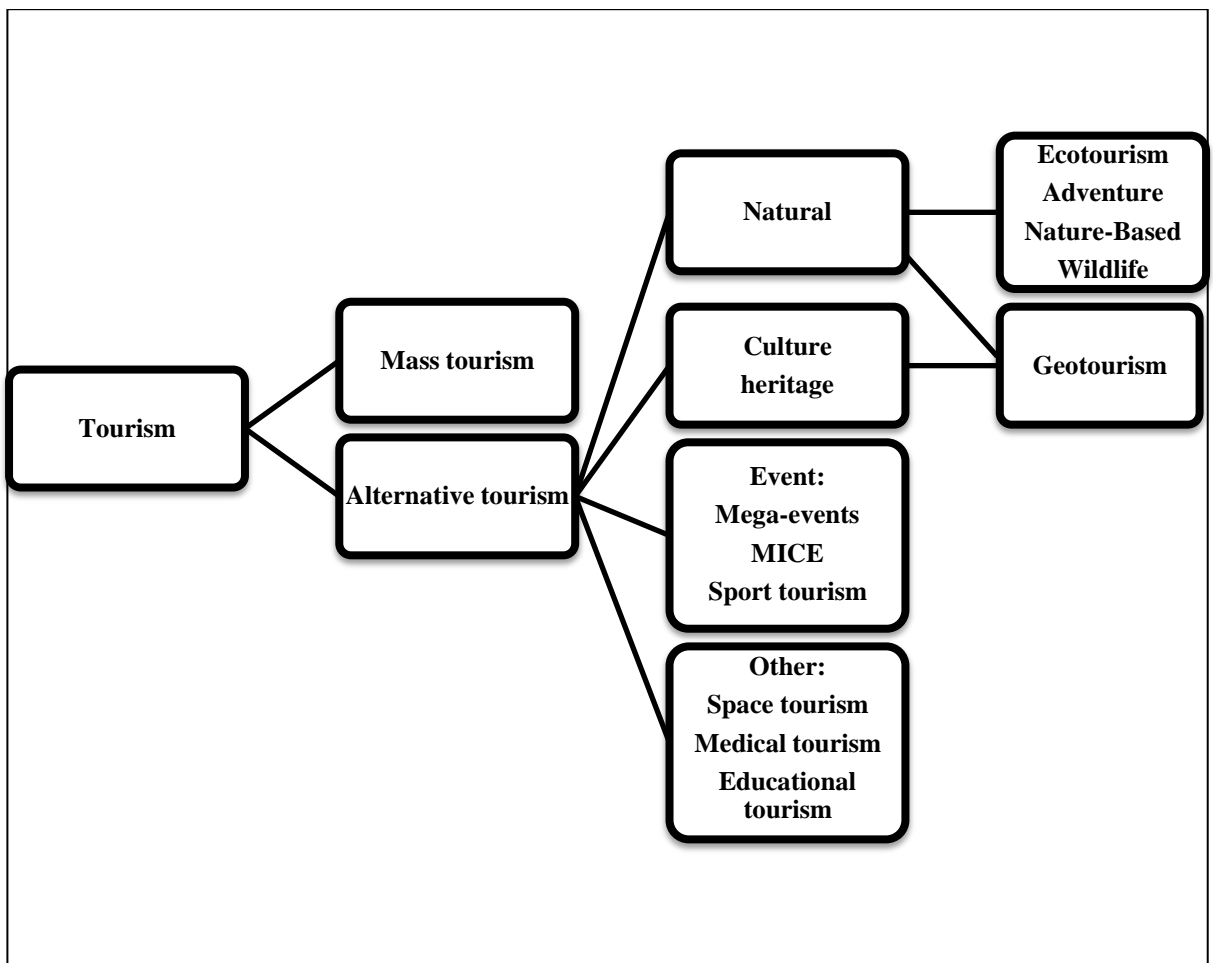 Tourism
Mass tourism
Alternative tourism
Natural
Culture
heritage
Event:
Mega-events
MICE
Sport tourism
Other:
Space tourism
Medical tourism
Educational
tourism
Ecotourism
Adventure
Nature-Based
Wildlife
Geotourism